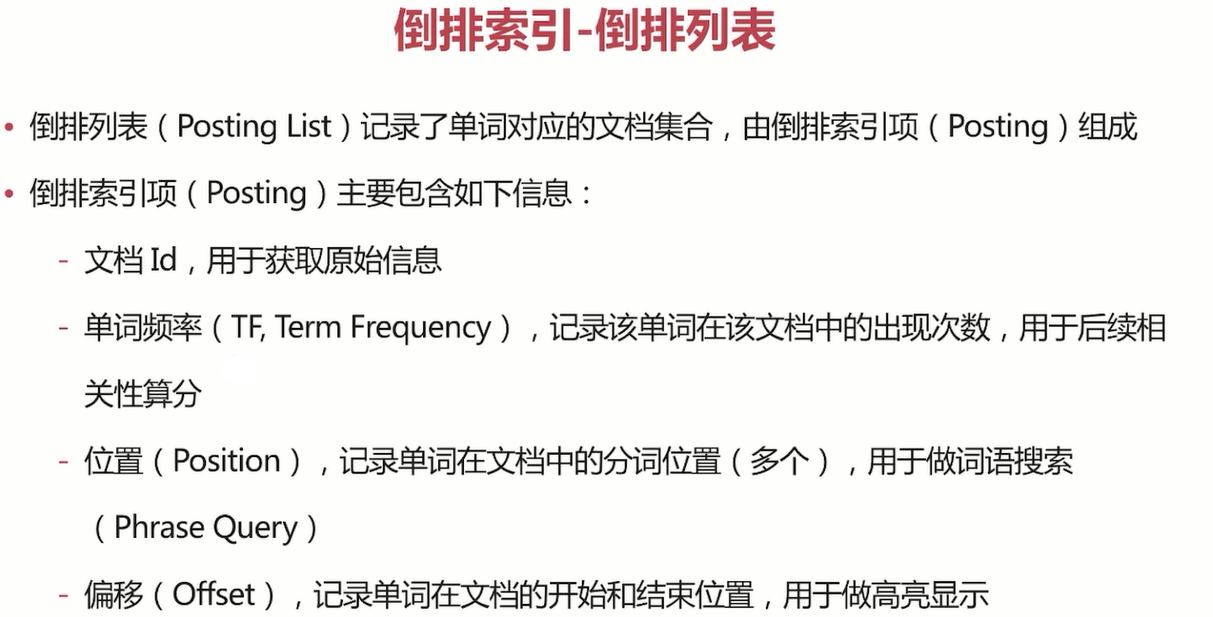 倒排索引-倒排列表
• 倒排列表（Posting List）记录了单词对应的文档集合，由倒排索引项（Posting）组成
• 倒排索引项（Posting）主要包含如下信息：
- 文档 Id，用于获取原始信息
- 单词频率（TF, Term Frequency），记录该单词在该文档中的出现次数，用于后续相
关性算分
- 位置（Position），记录单词在文档中的分词位置（多个），用于做词语搜索
（Phrase Query）
- 偏移（Offset），记录单词在文档的开始和结束位置，用于做高亮显示